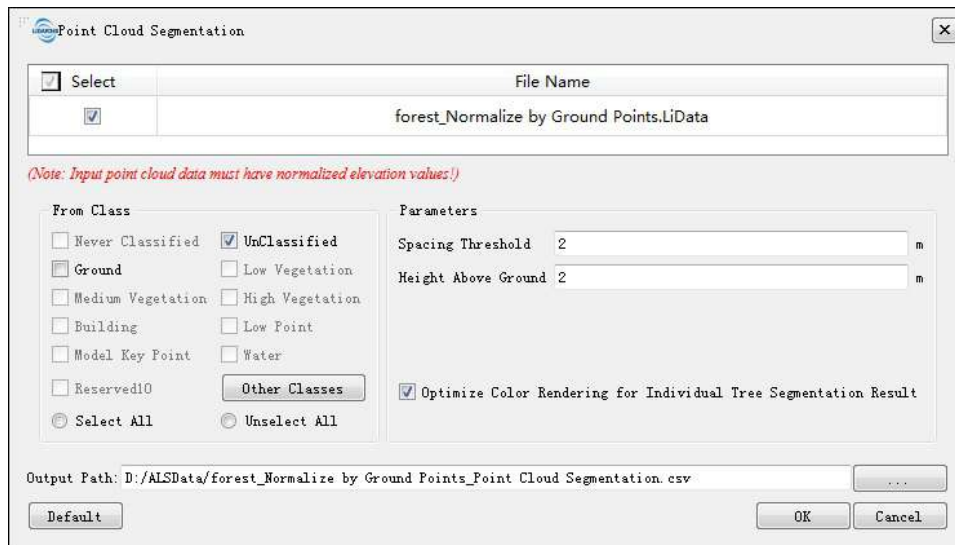 Point Cloud Segmentation
Select File Name
forest_Normalize by Ground Points.LiData
(Note: Input point cloud data must have normalized elevation values!)
From Class
Never Classified UnClassified
Ground Low Vegetation
Medium Vegetation High Vegetation
Building Low Point
Model Key Point Water
Reserved10 Other Classes
Select All Unselect All
Parameters
Spacing Threshold 2 m
Height Above Ground 2 m
Optimize Color Rendering for Individual Tree Segmentation Result
Output Path: D:/ALSData/forest_Normalize by Ground Points_Point Cloud Segmentation.csv ...
Default OK Cancel